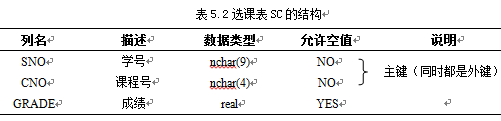 表 5.2 选课表 SC 的结构
列名 描述 数据类型 允许空值 说明
SNO 学号 nchar(9) NO
主键（同时都是外键）
CNO 课程号 nchar(4) NO
GRADE 成绩 real YES